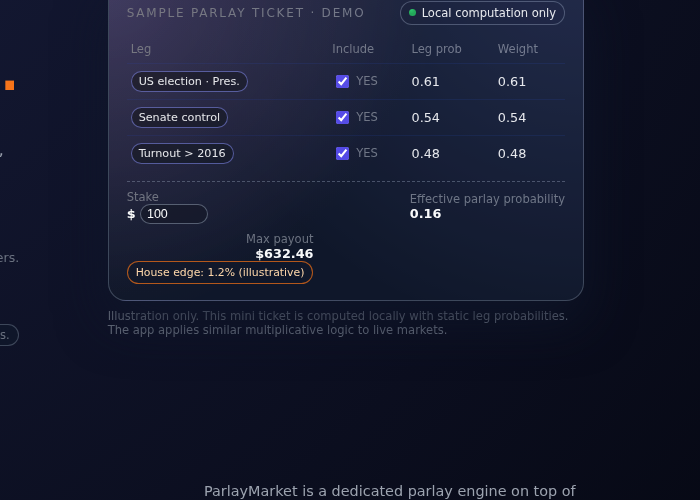 SAMPLE PARLAY TICKET · DEMO
Local computation only
Leg Include Leg prob Weight
US election · Pres. YES 0.61 0.61
Senate control YES 0.54 0.54
Turnout > 2016 YES 0.48 0.48
Stake
$ 100
Effective parlay probability
0.16
Max payout
$632.46
House edge: 1.2% (illustrative)
Illustration only. This mini ticket is computed locally with static leg probabilities.
The app applies similar multiplicative logic to live markets.
ParlayMarket is a dedicated parlay engine on top of